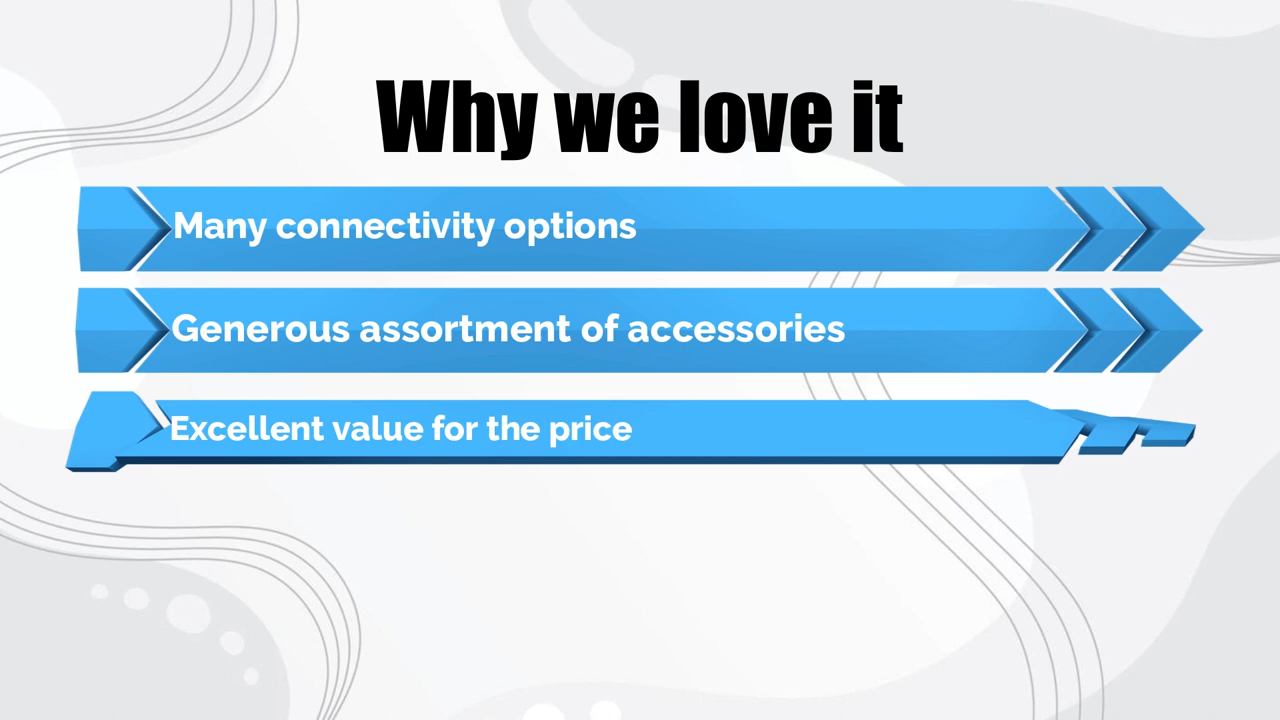 Why we love it
Many connectivity options
Generous assortment of accessories
Excellent value for the price